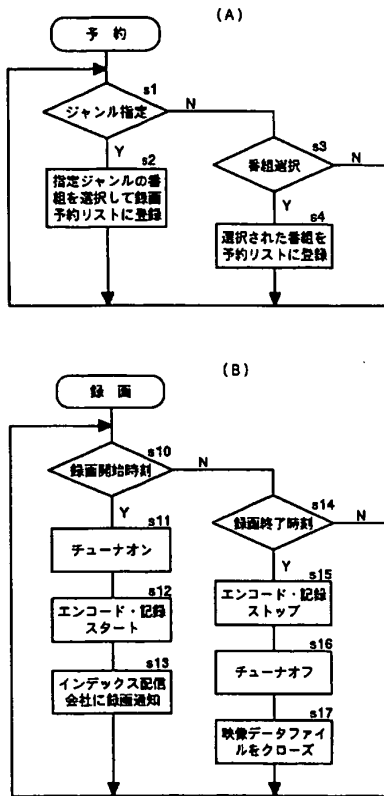 (A)
予 約
s1
ジャンル指定
N
Y
s2
指定ジャンルの番
組を選択して録画
予約リストに登録
s3
番組選択
N
Y
s4
選択された番組を
予約リストに登録
(B)
録 画
s10
録画開始時刻
N
Y
s11
チューナオン
s12
エンコード・記録
スタート
s13
インデックス配信
会社に録画通知
s14
録画終了時刻
N
Y
s15
エンコード・記録
ストップ
s16
チューナオフ
s17
映像データファイ
ルをクローズ